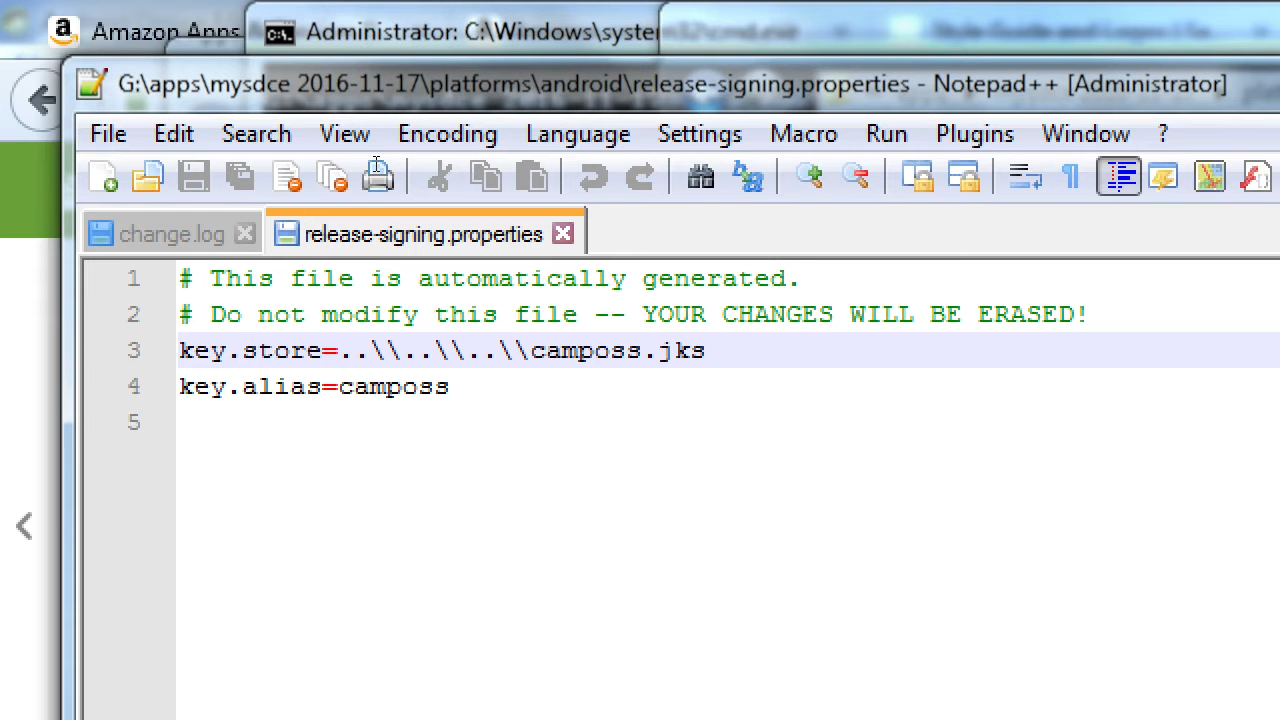 Amazon Apps
Administrator: C:\Windows\system32\cmd.exe
G:\apps\mysdce 2016-11-17\platforms\android\release-signing.properties - Notepad++ [Administrator]
File Edit Search View Encoding Language Settings Macro Run Plugins Window ?
change.log release-signing.properties
1 # This file is automatically generated.
2 # Do not modify this file -- YOUR CHANGES WILL BE ERASED!
3 key.store=..\\..\\..\\camposs.jks
4 key.alias=camposs
5